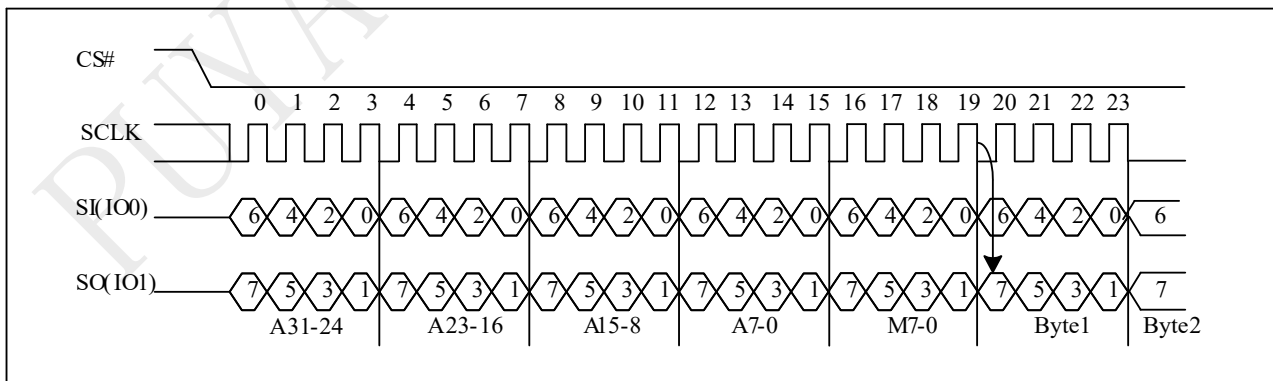 PUYA
CS#
0 1 2 3 4 5 6 7 8 9 10 11 12 13 14 15 16 17 18 19 20 21 22 23
SCLK
SI(IO0) 6 4 2 0 6 4 2 0 6 4 2 0 6 4 2 0 6 4 2 0 6 4 2 0 6
SO(IO1) 7 5 3 1 7 5 3 1 7 5 3 1 7 5 3 1 7 5 3 1 7 5 3 1 7
A31-24 A23-16 A15-8 A7-0 M7-0 Byte1 Byte2